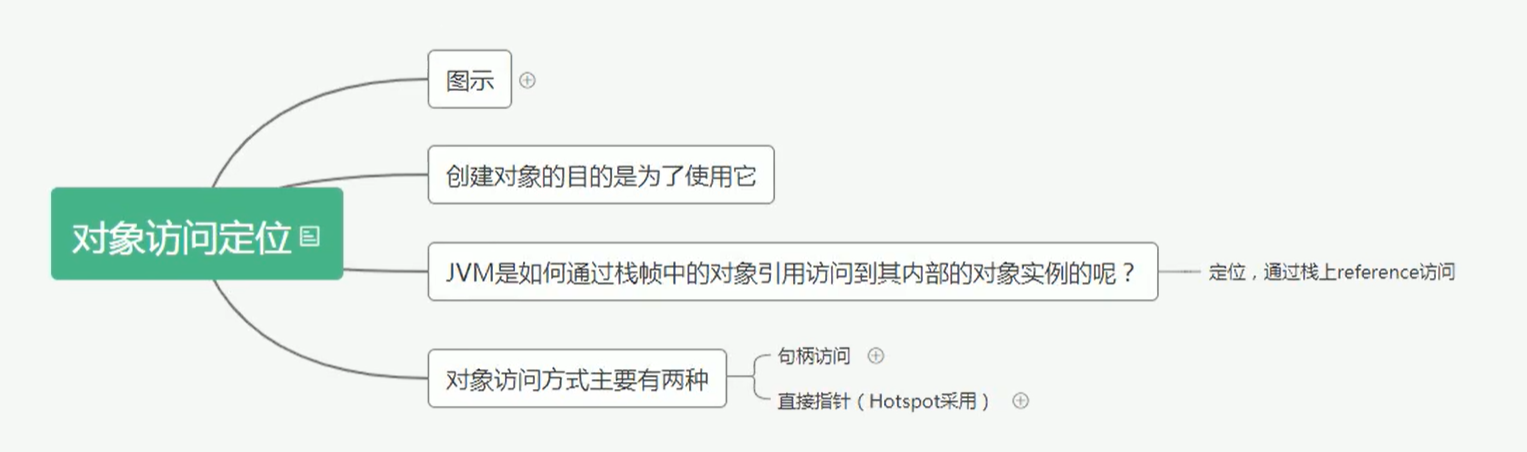 对象访问定位
图示
创建对象的目的是为了使用它
JVM是如何通过栈帧中的对象引用访问到其内部的对象实例的呢？
定位，通过栈上reference访问
对象访问方式主要有两种
句柄访问
直接指针（Hotspot采用）